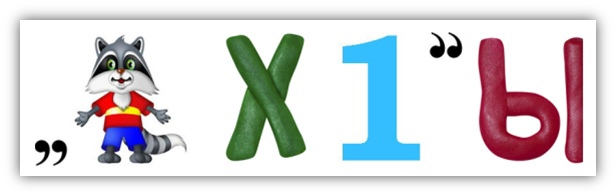 ,, Х 1 “ Ы